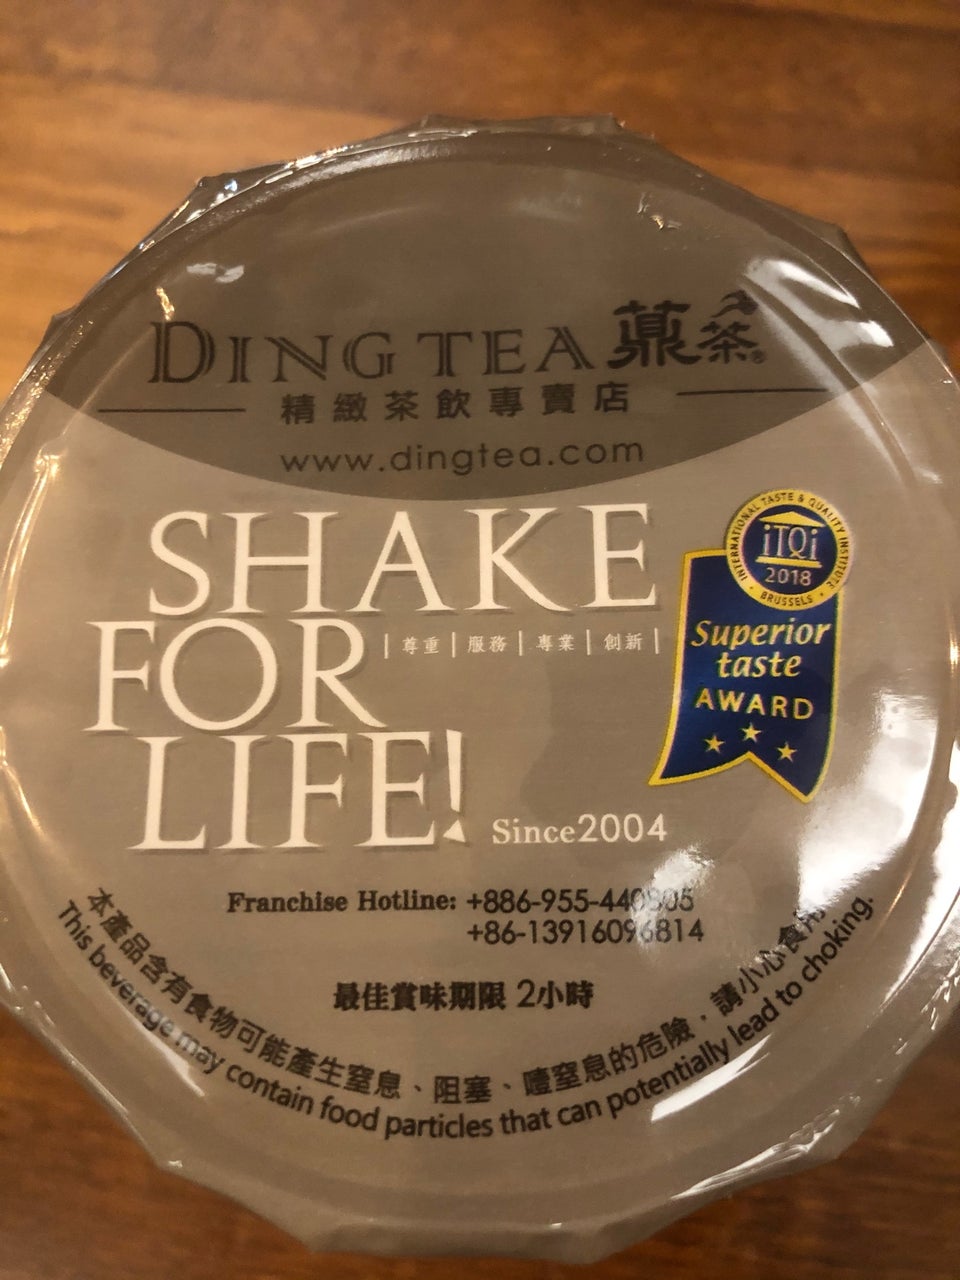 DING TEA 薡茶®
精緻茶飲專賣店
www.dingtea.com
SHAKE
FOR
|尊重|服務|專業|創新|
LIFE!
INTERNATIONAL TASTE & QUALITY INSTITUTE
iTQi
2018
• BRUSSELS •
Superior
taste
AWARD
Since2004
Franchise Hotline: +886-955-440805
+86-13916096814
最佳賞味期限 2小時
本產品含有食物可能產生窒息、阻塞、噎窒息的危險．請小心食用
This beverage may contain food particles that can potentially lead to choking.